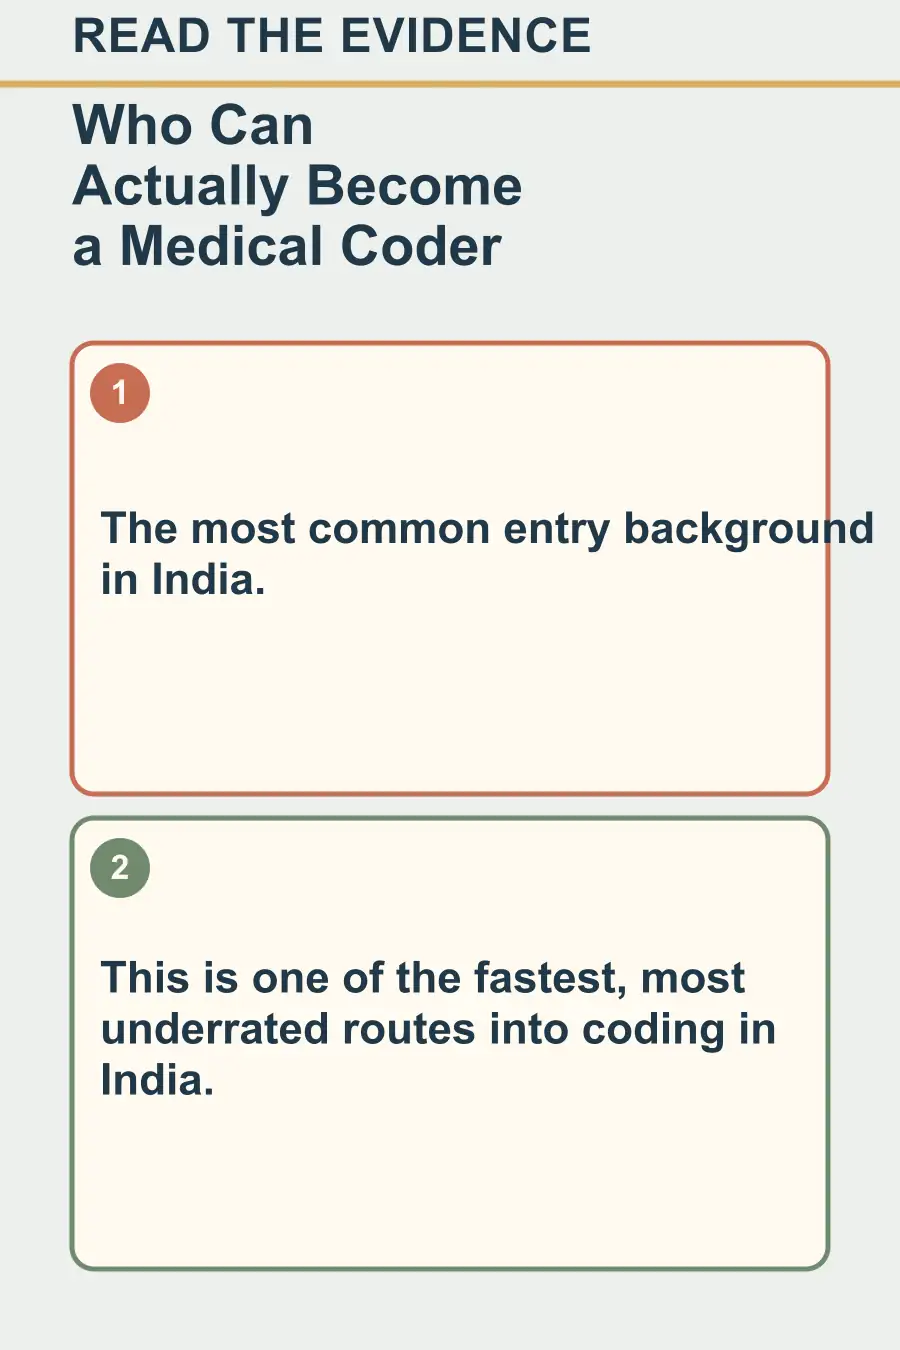 READ THE EVIDENCE
Who Can
Actually Become
a Medical Coder
1
The most common entry background
in India.
2
This is one of the fastest, most
underrated routes into coding in
India.